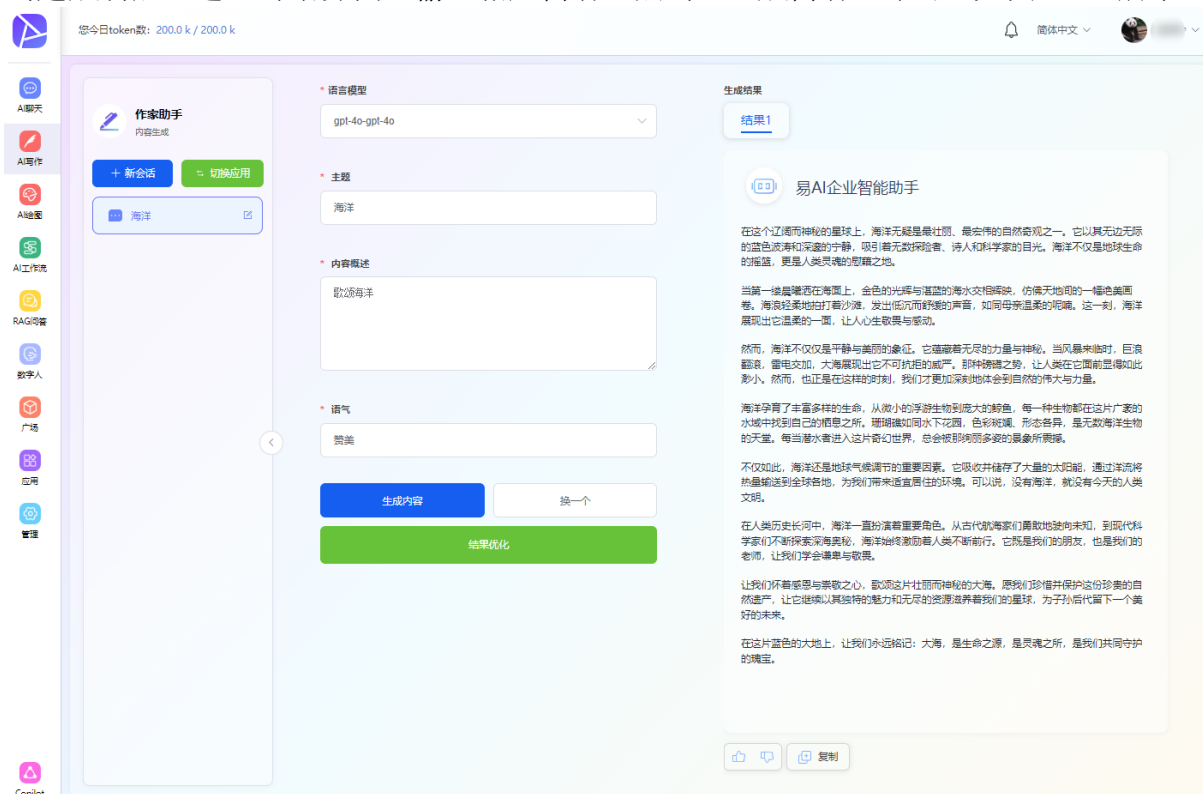 您今日token数：200.0 k / 200.0 k
简体中文
AI聊天
AI写作
AI绘图
AI工作流
RAG问答
数字人
广场
应用
管理
Copilot
作家助手
内容生成
+ 新会话
切换应用
海洋
* 语言模型
gpt-4o-gpt-4o
* 主题
海洋
* 内容概述
歌颂海洋
* 语气
赞美
生成内容
换一个
结果优化
生成结果
结果1
易AI企业智能助手
在这个辽阔而神秘的星球上，海洋无疑是最壮丽、最宏伟的自然奇观之一。它以其无边无际
的蓝色波涛和深邃的宁静，吸引着无数探险者、诗人和科学家的目光。海洋不仅是地球生命
的摇篮，更是人类灵魂的慰藉之地。
当第一缕晨曦洒在海面上，金色的光辉与湛蓝的海水交相辉映，仿佛天地间的一幅绝美画
卷。海浪轻柔地拍打着沙滩，发出低沉而舒缓的声音，如同母亲温柔的呢喃。这一刻，海洋
展现出它温柔的一面，让人心生敬畏与感动。
然而，海洋不仅仅是平静与美丽的象征。它蕴藏着无尽的力量与神秘。当风暴来临时，巨浪
翻滚，雷电交加，大海展现出它不可抗拒的威严。那种磅礴之势，让人类在它面前显得如此
渺小。然而，也正是在这样的时刻，我们才更加深刻地体会到自然的伟大与力量。
海洋孕育了丰富多样的生命，从微小的浮游生物到庞大的鲸鱼，每一种生物都在这片广袤的
水域中找到自己的栖息之所。珊瑚礁如同水下花园，色彩斑斓、形态各异，是无数海洋生物
的天堂。每当潜水者进入这片奇幻世界，总会被那绚丽多姿的景象所震撼。
不仅如此，海洋还是地球气候调节的重要因素。它吸收并储存了大量的太阳能，通过洋流将
热量输送到全球各地，为我们带来适宜居住的环境。可以说，没有海洋，就没有今天的人类
文明。
在人类历史长河中，海洋一直扮演着重要角色。从古代航海家们勇敢地驶向未知，到现代科
学家们不断探索深海奥秘，海洋始终激励着人类不断前行。它既是我们的朋友，也是我们的
老师，让我们学会谦卑与敬畏。
让我们怀着感恩与崇敬之心，歌颂这片壮丽而神秘的大海。愿我们珍惜并保护这份珍贵的自
然遗产，让它继续以其独特的魅力和无尽的资源滋养着我们的星球，为子孙后代留下一个美
好的未来。
在这片蓝色的大地上，让我们永远铭记：大海，是生命之源，是灵魂之所，是我们共同守护
的瑰宝。
复制